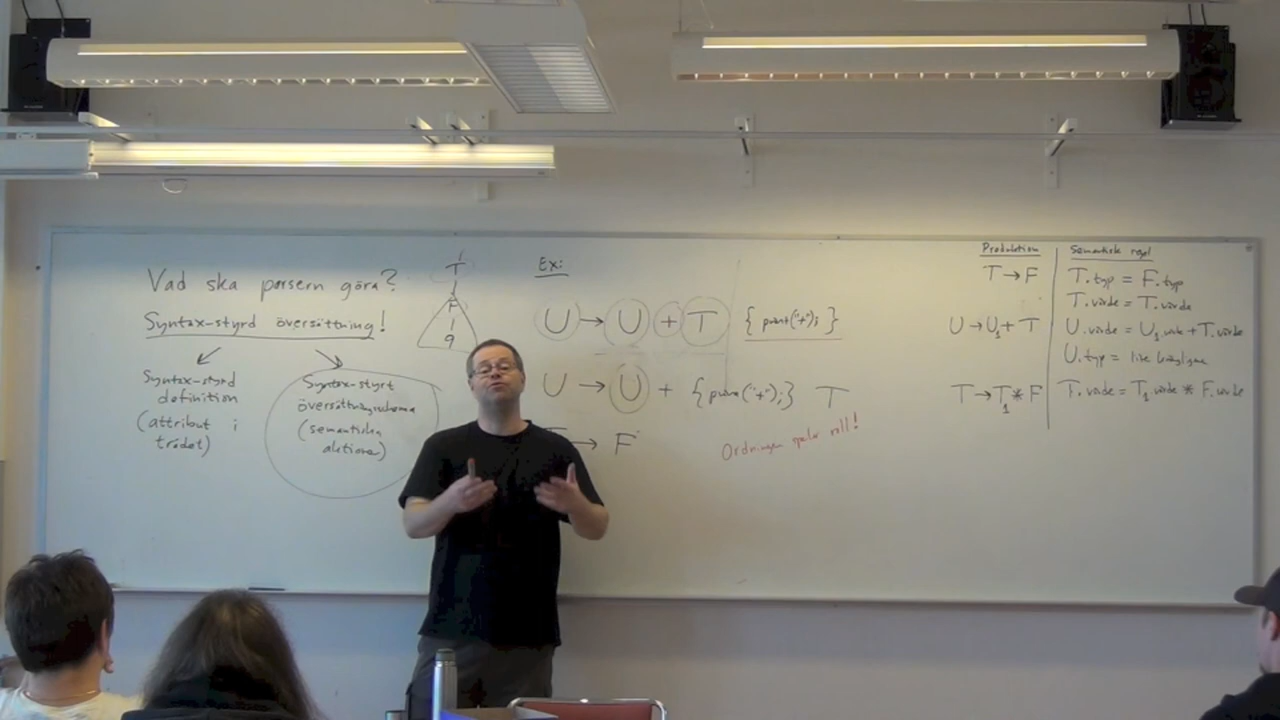 Vad ska parsern göra?
Syntax-styrd översättning!
Syntax-styrd
definition
(attribut i
trädet)
Syntax-styrt
översättningsschema
(semantiska
aktioner)
T
F
9
Ex:
U → U + T { print("+"); }
U → U + { print("+"); } T
→ F
Ordningen spelar roll!
Produktion
Semantisk regel
T → F
T.typ = F.typ
T.värde = T.värde
U → U₁ + T
U.värde = U₁.värde + T.värde
U.typ =
T → T₁ * F
T.värde = T₁.värde * F.värde